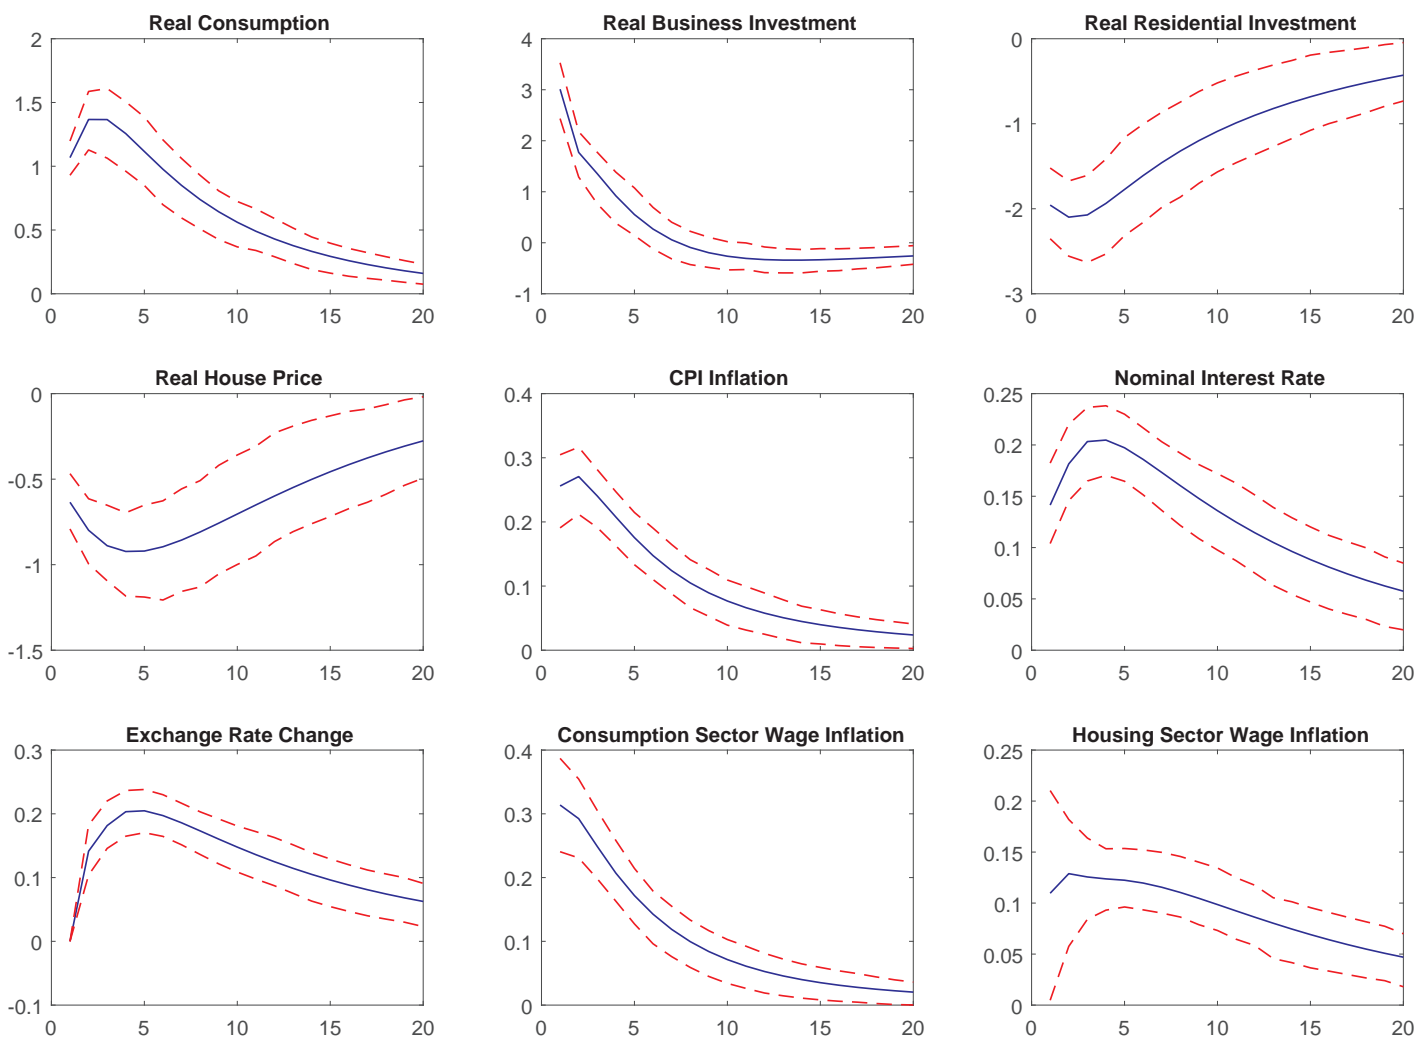 Real Consumption
2
1.5
1
0.5
0
0 5 10 15 20
Real Business Investment
4
3
2
1
0
-1
0 5 10 15 20
Real Residential Investment
0
-1
-2
-3
0 5 10 15 20
Real House Price
0
-0.5
-1
-1.5
0 5 10 15 20
CPI Inflation
0.4
0.3
0.2
0.1
0
0 5 10 15 20
Nominal Interest Rate
0.25
0.2
0.15
0.1
0.05
0
0 5 10 15 20
Exchange Rate Change
0.3
0.2
0.1
0
-0.1
0 5 10 15 20
Consumption Sector Wage Inflation
0.4
0.3
0.2
0.1
0
0 5 10 15 20
Housing Sector Wage Inflation
0.25
0.2
0.15
0.1
0.05
0
0 5 10 15 20